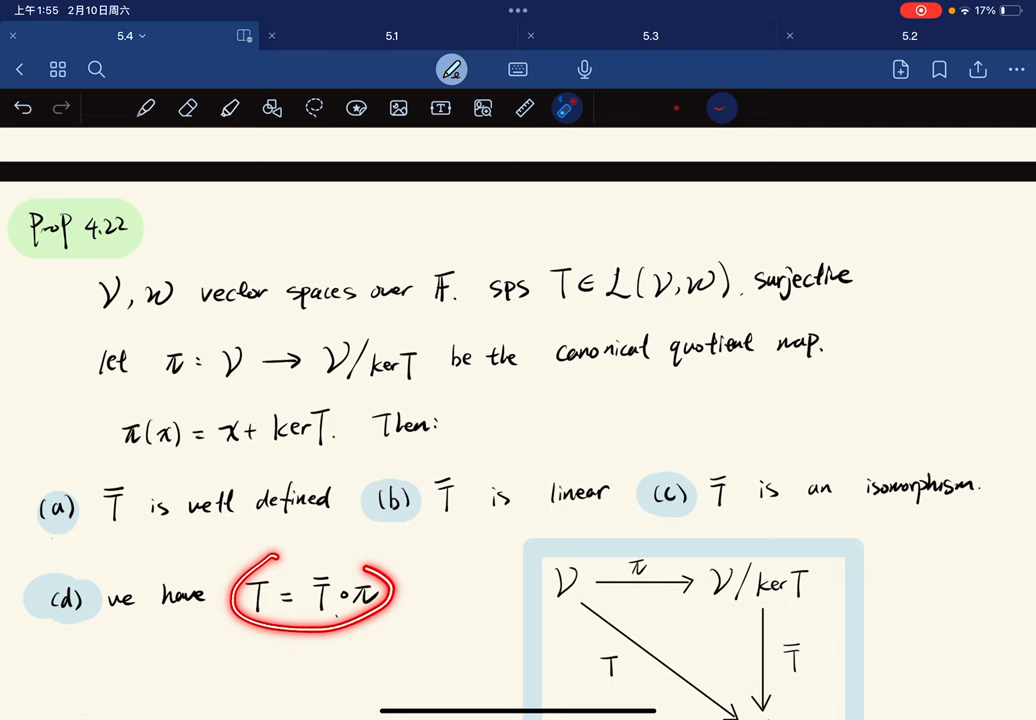 上午1:55 2月10日周六
17%
5.4
5.1
5.3
5.2
Prop 4.22
V, W vector spaces over F. sps T ∈ L(V, W). surjective
let π : V → V/kerT be the canonical quotient map.
π(x) = x + kerT. Then:
(a) T̄ is well defined (b) T̄ is linear (c) T̄ is an isomorphism.
(d) we have T = T̄ ∘ π
V π V/kerT
T T̄